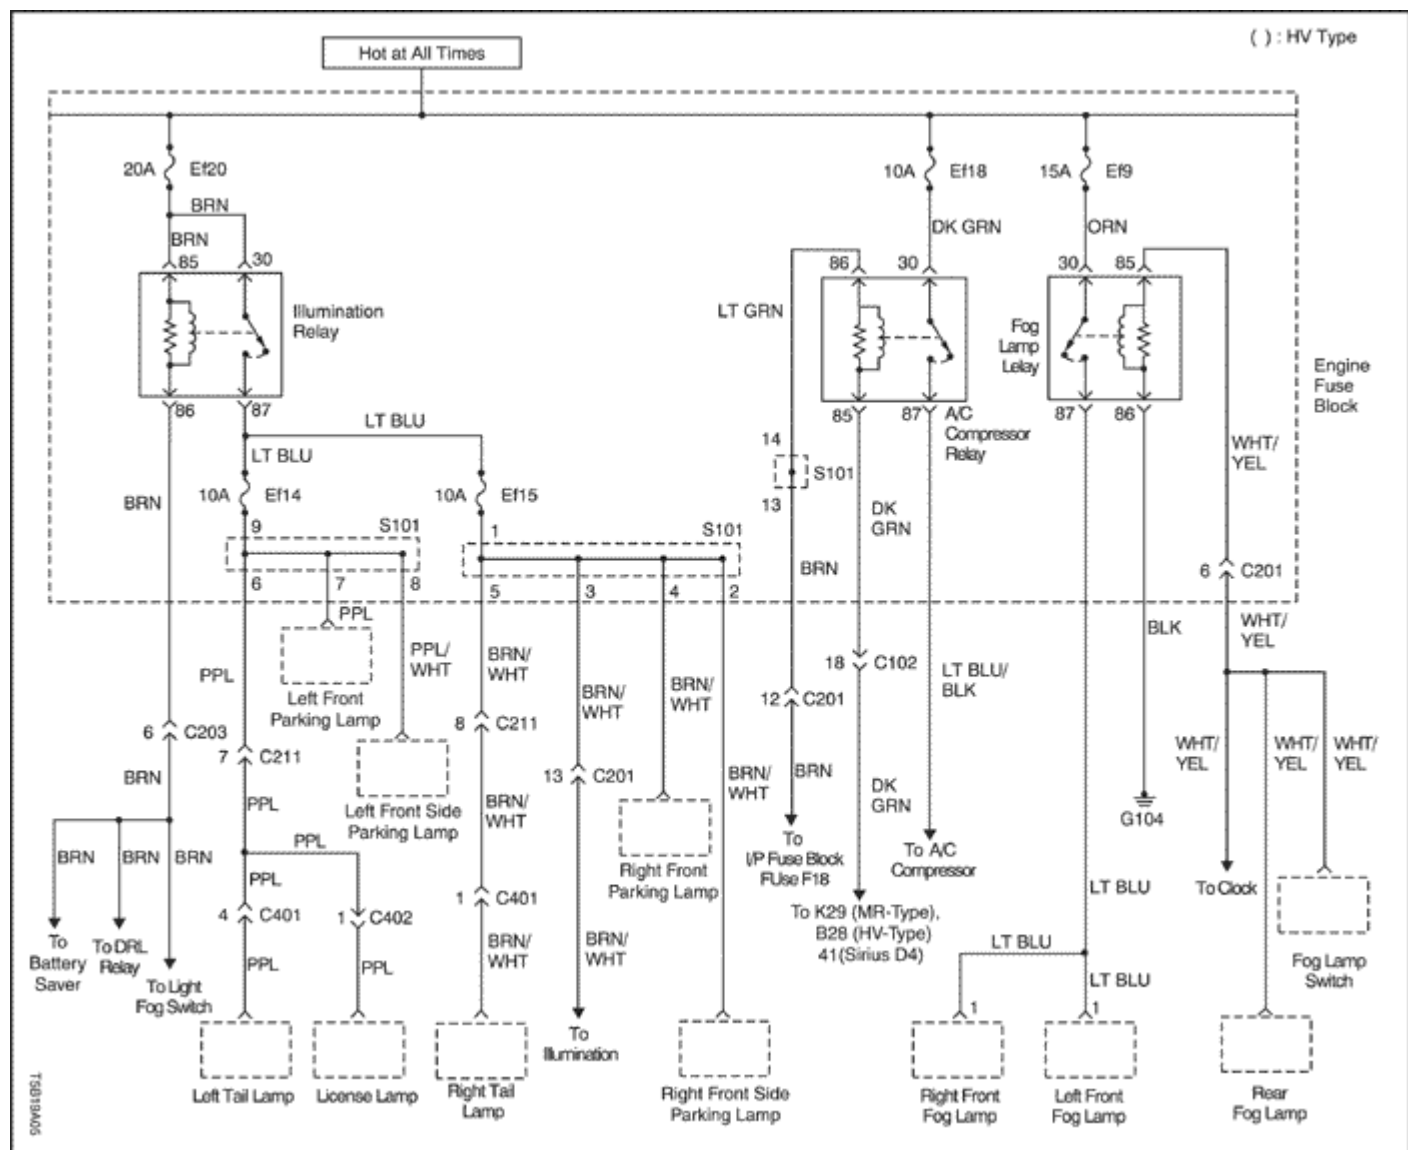 ( ) : HV Type
Hot at All Times
20A
Ef20
10A
Ef18
15A
Ef9
BRN
BRN
DK GRN
ORN
85
30
86
30
30
85
Illumination
Relay
LT GRN
Fog
Lamp
Lelay
Engine
Fuse
Block
86
87
85
87
A/C
Compressor
Relay
87
86
LT BLU
LT BLU
14
S101
13
WHT/
YEL
BRN
10A
Ef14
10A
Ef15
DK
GRN
9
S101
1
S101
6
7
8
5
3
4
2
BRN
6
C201
PPL
PPL
PPL/
WHT
BRN/
WHT
BRN/
WHT
BRN/
WHT
BLK
WHT/
YEL
18
C102
LT BLU/
BLK
Left Front
Parking Lamp
12
C201
6
C203
7
C211
8
C211
13
C201
BRN/
WHT
BRN
WHT/
YEL
WHT/
YEL
WHT/
YEL
BRN
PPL
Left Front Side
Parking Lamp
BRN/
WHT
DK
GRN
G104
PPL
To
I/P Fuse Block
FUse F18
To A/C
Compressor
BRN
BRN
BRN
PPL
Right Front
Parking Lamp
LT BLU
To Clock
4
C401
1
C402
1
C401
To K29 (MR-Type),
B28 (HV-Type)
41(Sirius D4)
To
Battery
Saver
To DRL
Relay
To Light
Fog Switch
PPL
PPL
BRN/
WHT
BRN/
WHT
LT BLU
LT BLU
Fog Lamp
Switch
1
1
To
Illumination
Left Tail Lamp
License Lamp
Right Tail
Lamp
Right Front Side
Parking Lamp
Right Front
Fog Lamp
Left Front
Fog Lamp
Rear
Fog Lamp
TSB19A05